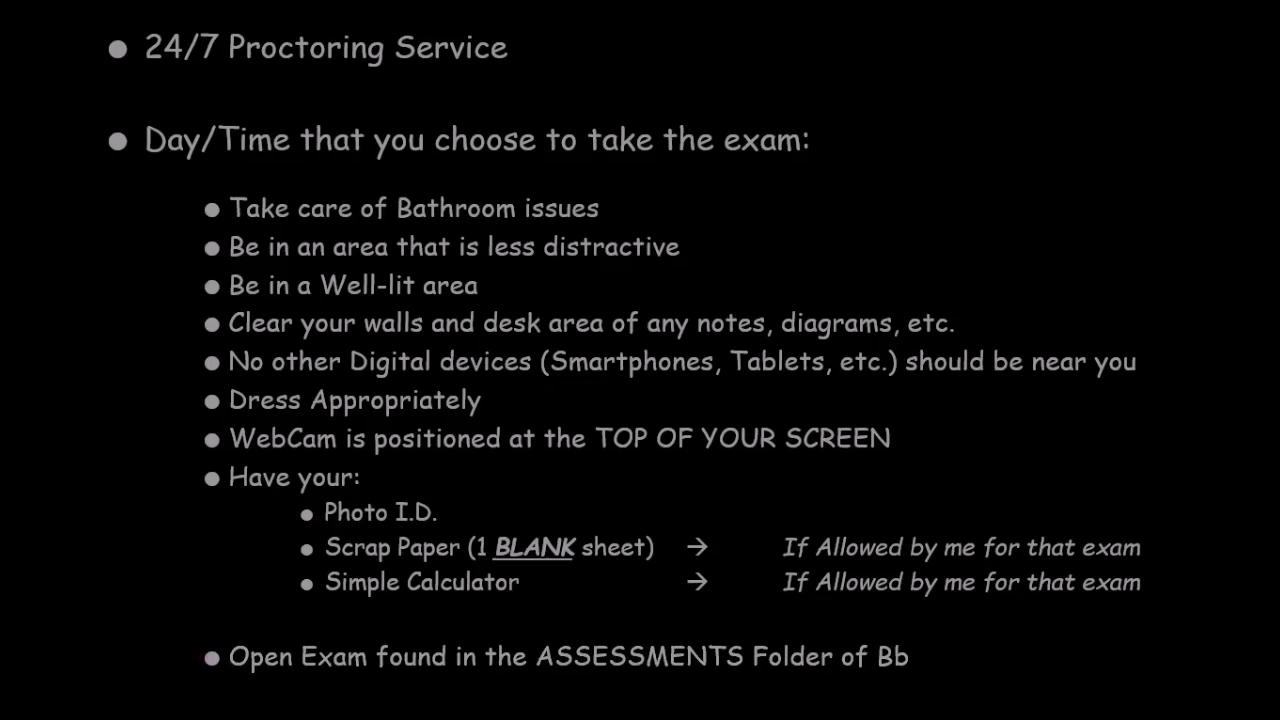 ● 24/7 Proctoring Service
● Day/Time that you choose to take the exam:
● Take care of Bathroom issues
● Be in an area that is less distractive
● Be in a Well-lit area
● Clear your walls and desk area of any notes, diagrams, etc.
● No other Digital devices (Smartphones, Tablets, etc.) should be near you
● Dress Appropriately
● WebCam is positioned at the TOP OF YOUR SCREEN
● Have your:
● Photo I.D.
● Scrap Paper (1 BLANK sheet) → If Allowed by me for that exam
● Simple Calculator → If Allowed by me for that exam
● Open Exam found in the ASSESSMENTS Folder of Bb